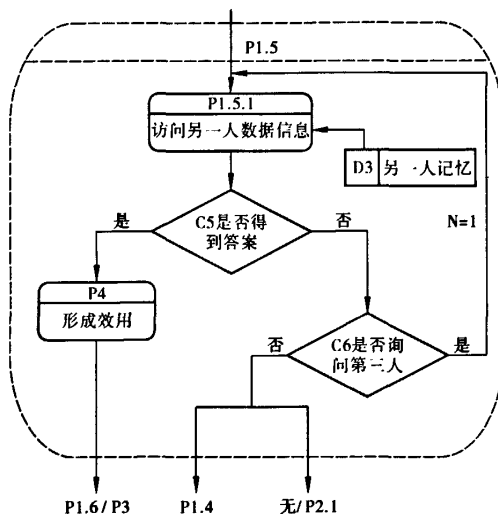 P1.5
P1.5.1
访问另一人数据信息
D3 另一人记忆
N=1
C5是否得
到答案
是
否
P4
形成效用
C6是否询
问第三人
否
是
P1.6/P3
P1.4
无/P2.1